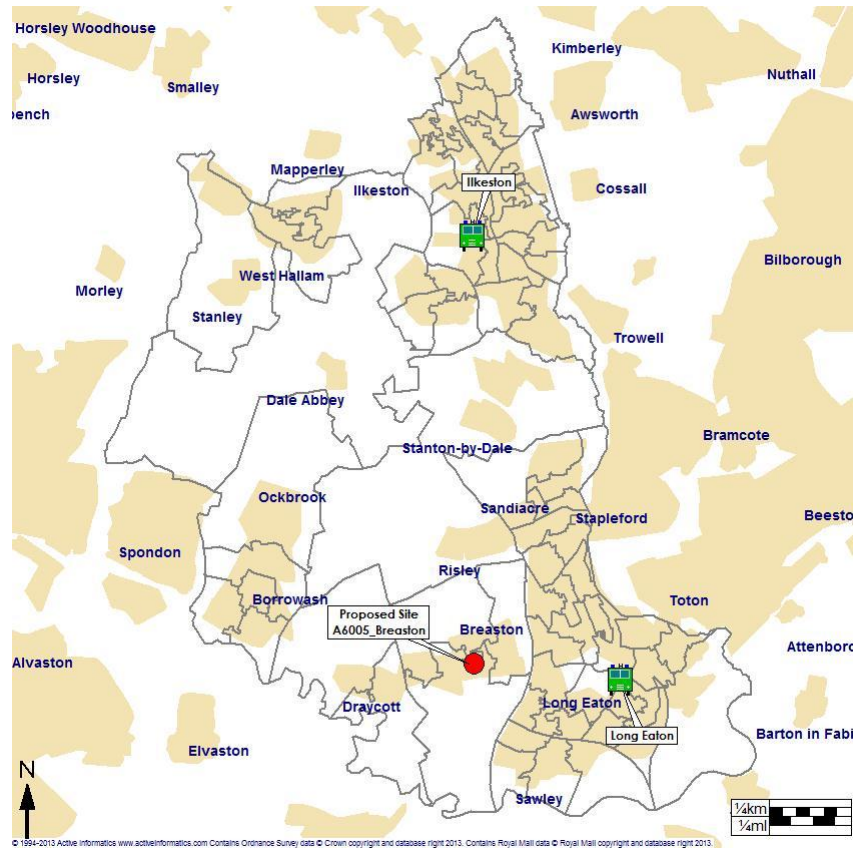 Horsley Woodhouse
Kimberley
Horsley
Nuthall
Smalley
bench
Awsworth
Mapperley
Ilkeston
Ilkeston
Cossall
Bilborough
West Hallam
Morley
Stanley
Trowell
Dale Abbey
Bramcote
Stanton-by-Dale
Ockbrook
Sandiacre
Stapleford
Beesto
Spondon
Risley
Borrowash
Toton
Proposed Site
A6005_Breaston
Breaston
Attenboro
Alvaston
Draycott
Long Eaton
Long Eaton
Barton in Fabi
Elvaston
N
Sawley
¼km
¼ml
© 1994-2013 Active Informatics www.activeinformatics.com Contains Ordnance Survey data © Crown copyright and database right 2013. Contains Royal Mail data © Royal Mail copyright and database right 2013.